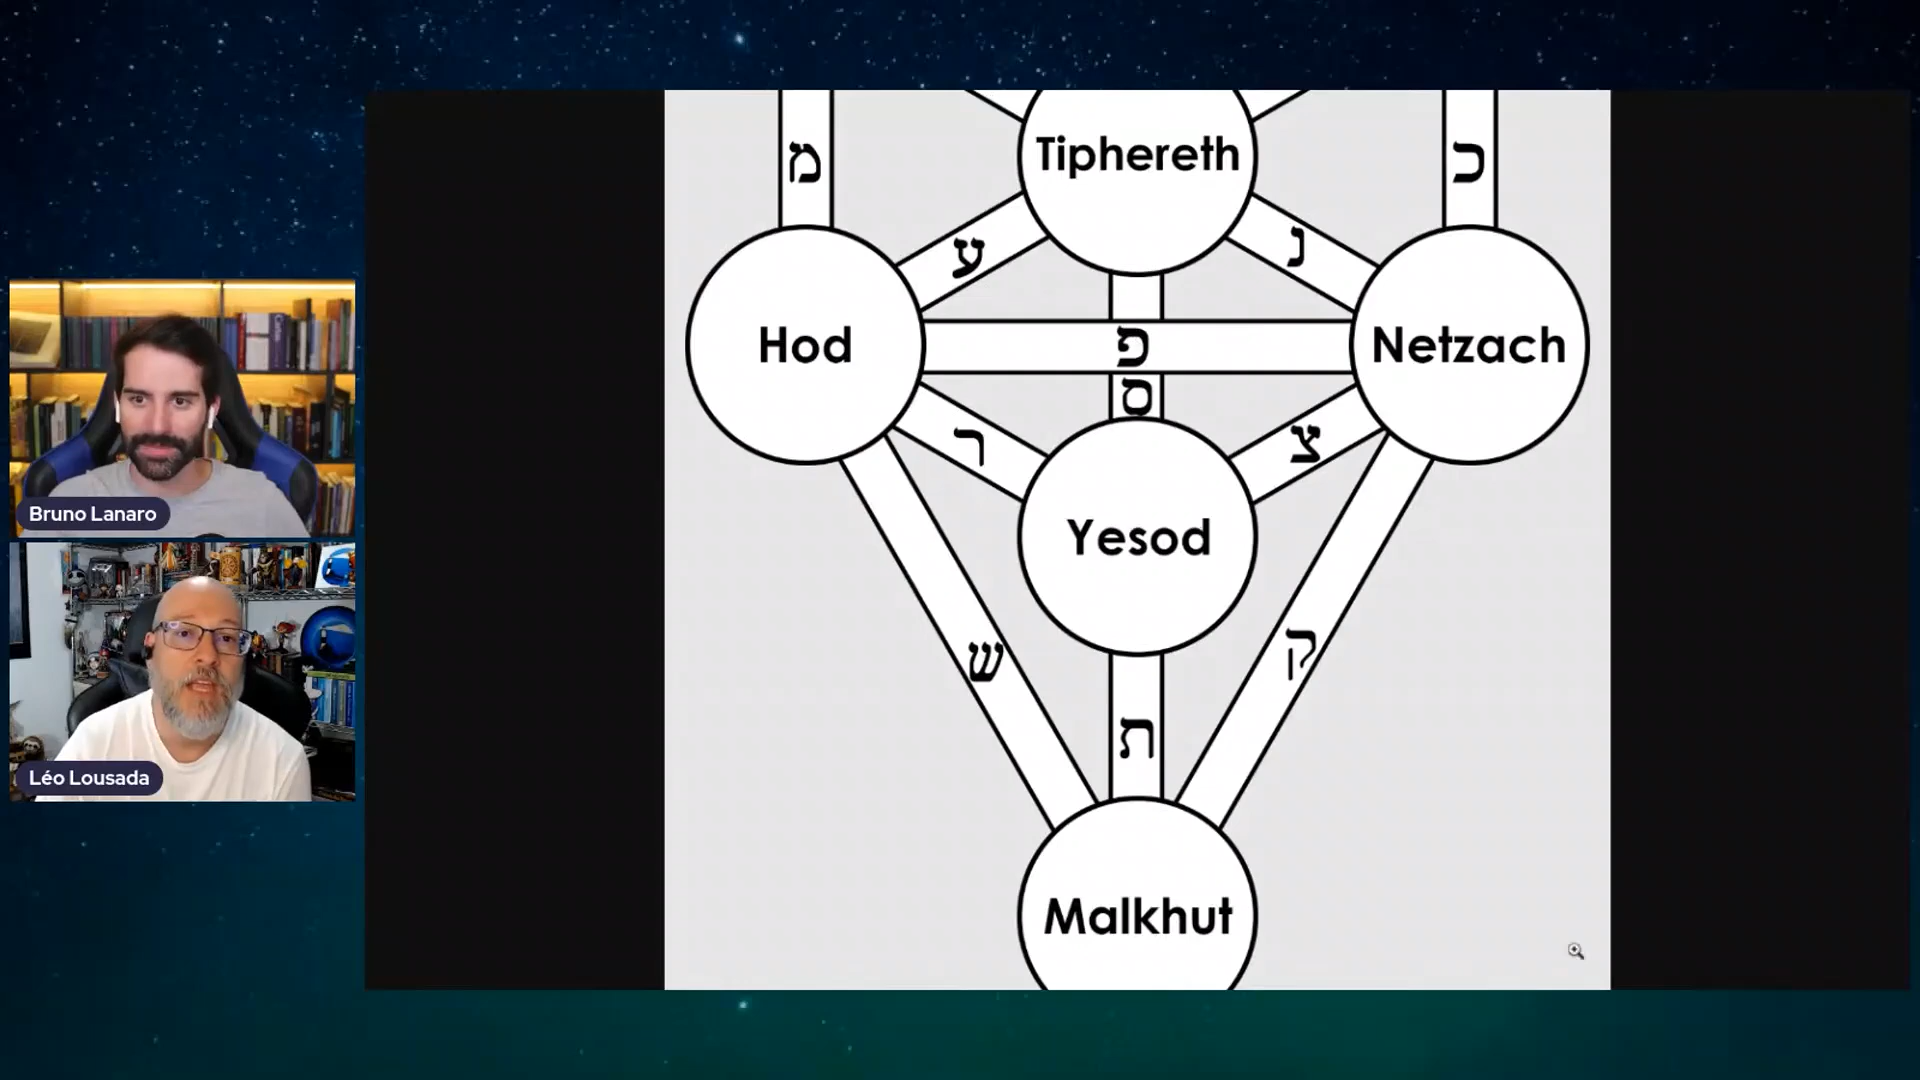 Tiphereth
מ
כ
ע
נ
Hod
פ
Netzach
ס
ר
צ
Bruno Lanaro
Yesod
ש
ק
ת
Léo Lousada
Malkhut